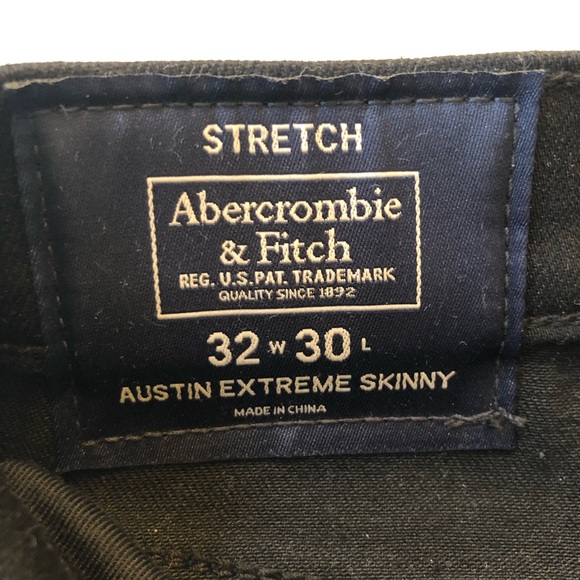 STRETCH
Abercrombie
& Fitch
REG. U.S.PAT. TRADEMARK
QUALITY SINCE 1892
32 W 30 L
AUSTIN EXTREME SKINNY
MADE IN CHINA